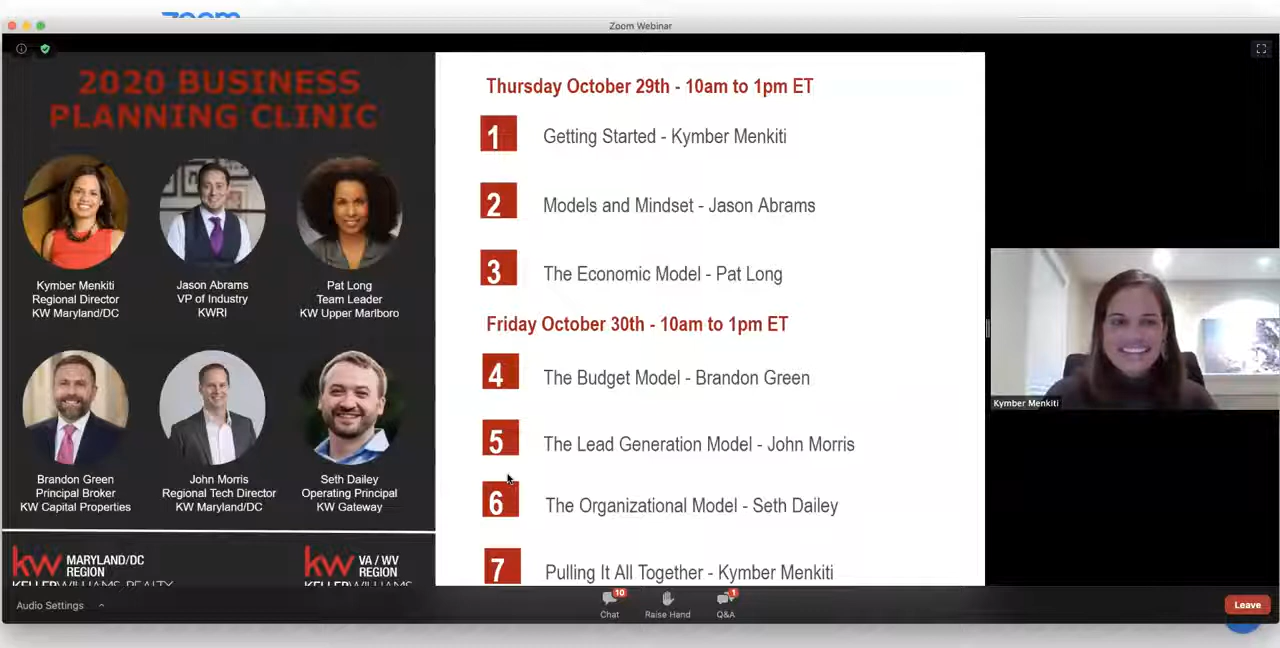 zoom
Zoom Webinar
2020 BUSINESS
PLANNING CLINIC
Kymber Menkiti
Regional Director
KW Maryland/DC
Jason Abrams
VP of Industry
KWRI
Pat Long
Team Leader
KW Upper Marlboro
Brandon Green
Principal Broker
KW Capital Properties
John Morris
Regional Tech Director
KW Maryland/DC
Seth Dailey
Operating Principal
KW Gateway
kw MARYLAND/DC
REGION
KELLERWILLIAMS REALTY
kw VA / WV
REGION
KELLERWILLIAMS
Thursday October 29th - 10am to 1pm ET
1 Getting Started - Kymber Menkiti
2 Models and Mindset - Jason Abrams
3 The Economic Model - Pat Long
Friday October 30th - 10am to 1pm ET
4 The Budget Model - Brandon Green
5 The Lead Generation Model - John Morris
6 The Organizational Model - Seth Dailey
7 Pulling It All Together - Kymber Menkiti
Kymber Menkiti
Audio Settings
10
Chat
Raise Hand
1
Q&A
Leave